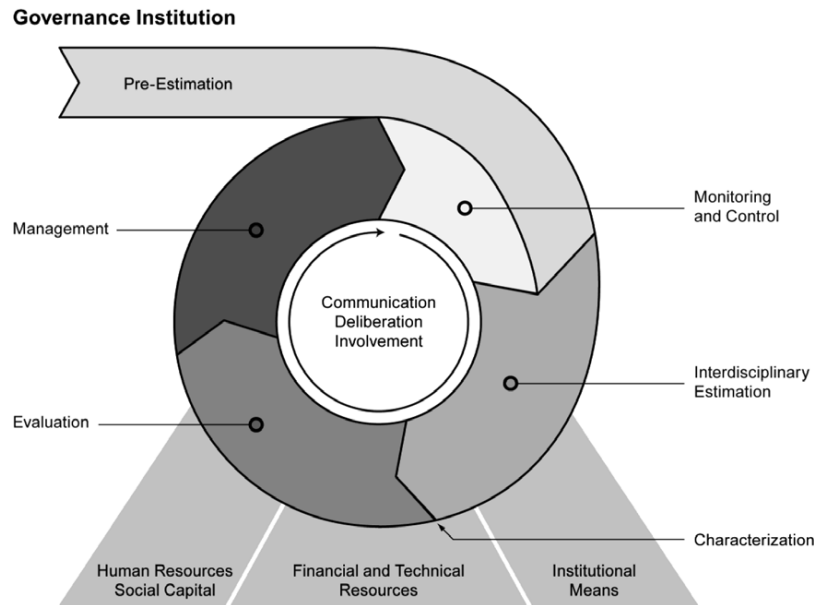 Governance Institution
Pre-Estimation
Monitoring
and Control
Management
Communication
Deliberation
Involvement
Interdisciplinary
Estimation
Evaluation
Characterization
Human Resources
Social Capital
Financial and Technical
Resources
Institutional
Means